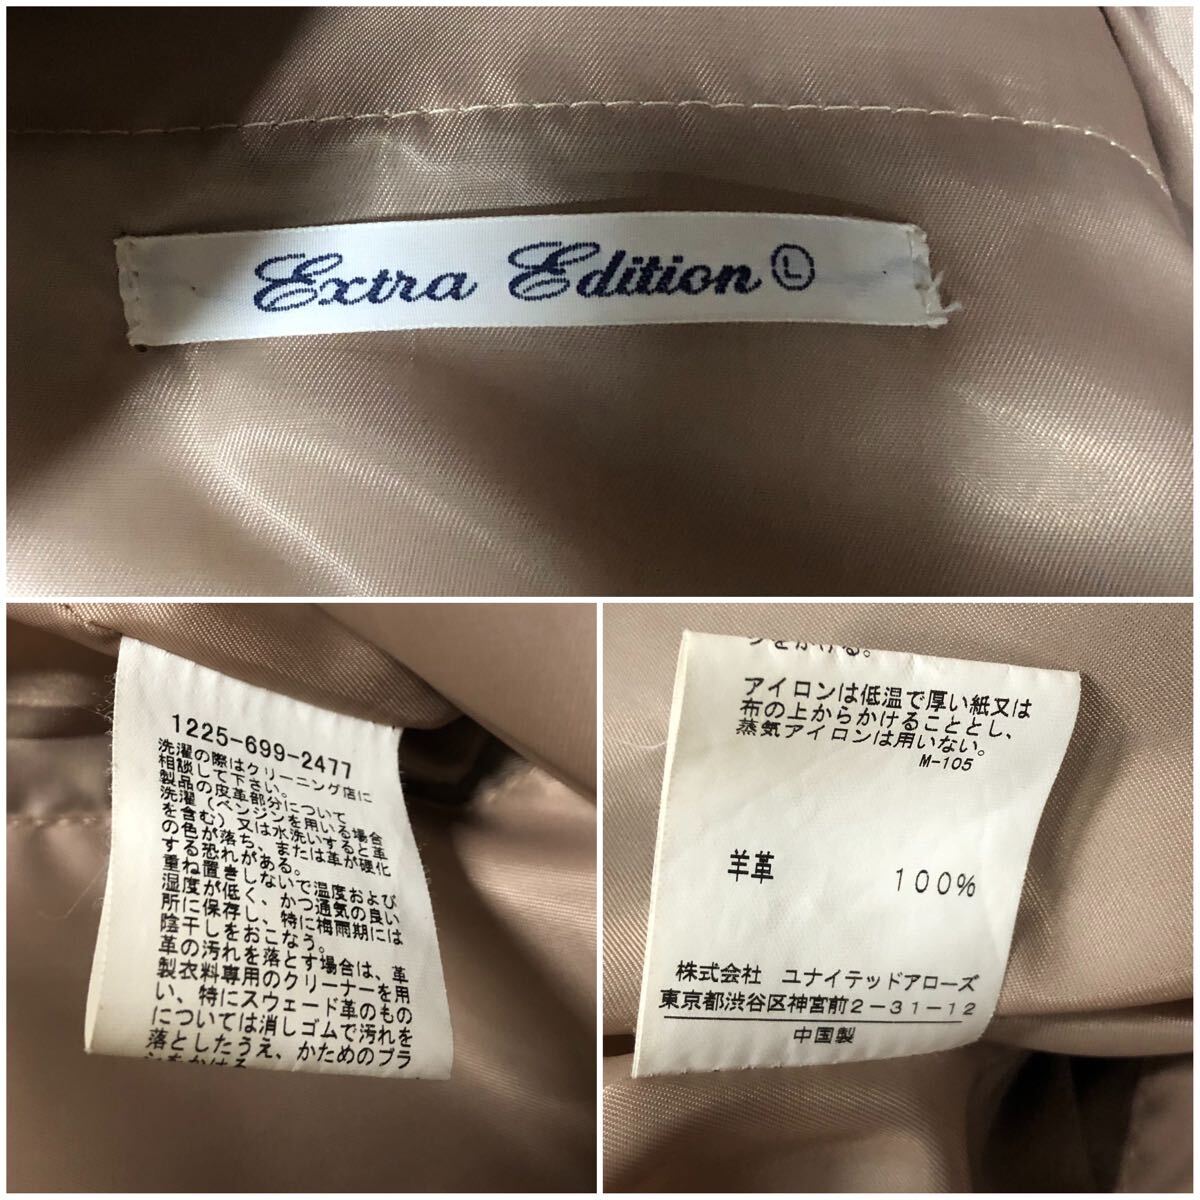 Extra Edition Ⓛ
1225-699-2477
洗濯の際はクリーニング店に
相談して下さい。
製品の皮革部分について
洗濯(ベンジンを用いる場合
を含む)又は水洗いすると革
の色が落ち、または革が硬化
する恐れがある。
重ね置きしないで温度および
湿度が低く、かつ通気の良い
所に保存し、特に梅雨期には
陰干しをおこなう。
革の汚れを落とす場合は、革
製衣料専用のクリーナーを用
い、特にスウェード革のもの
については消しゴムで汚れを
落としたうえ、かためのブラ
シをかける
アイロンは低温で厚い紙又は
布の上からかけることとし、
蒸気アイロンは用いない。
M-105
羊革 100%
株式会社 ユナイテッドアローズ
東京都渋谷区神宮前2-31-12
中国製